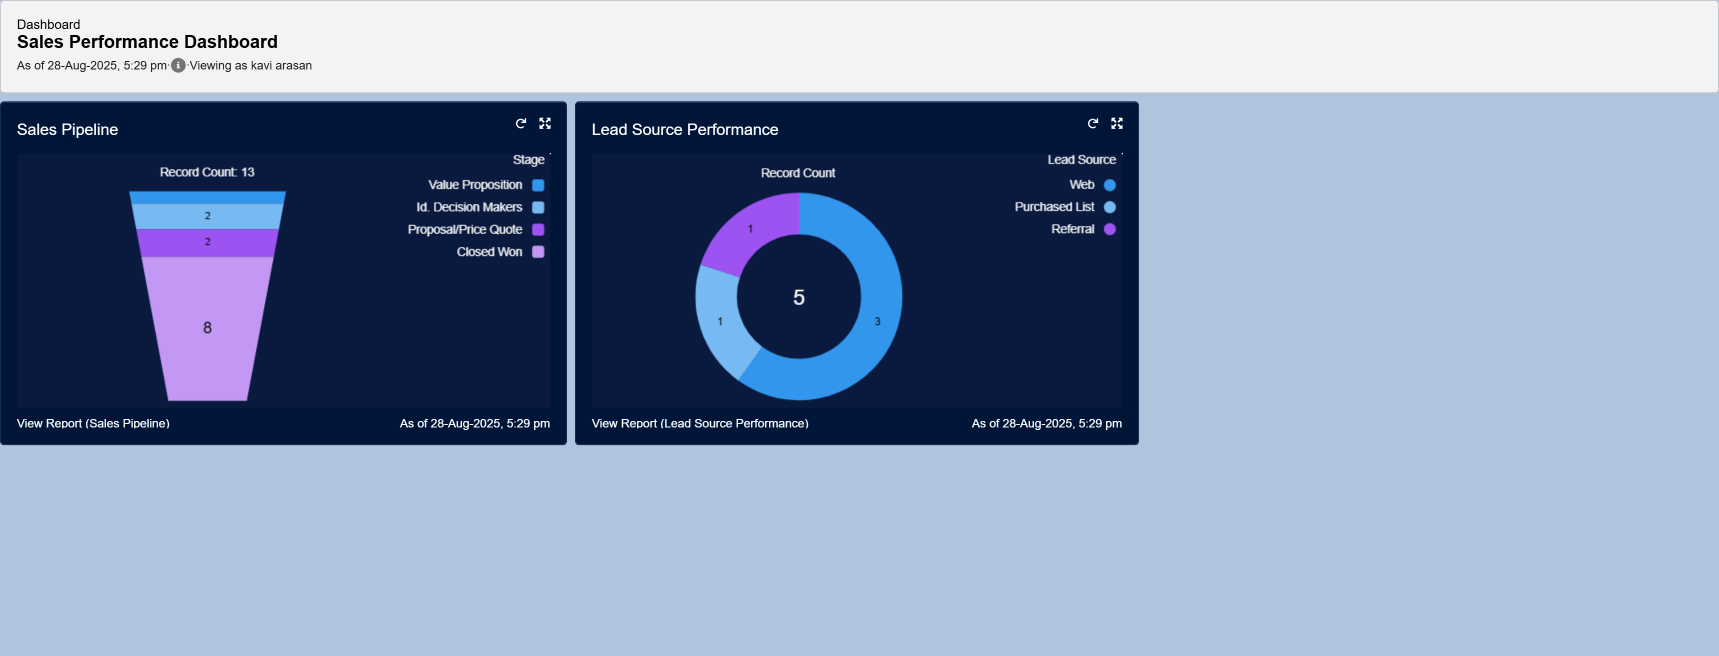 Dashboard
Sales Performance Dashboard
As of 28-Aug-2025, 5:29 pm·Viewing as kavi arasan
Sales Pipeline
Record Count: 13
2
2
8
Stage
Value Proposition
Id. Decision Makers
Proposal/Price Quote
Closed Won
View Report (Sales Pipeline)
As of 28-Aug-2025, 5:29 pm
Lead Source Performance
Record Count
1
1
3
5
Lead Source
Web
Purchased List
Referral
View Report (Lead Source Performance)
As of 28-Aug-2025, 5:29 pm